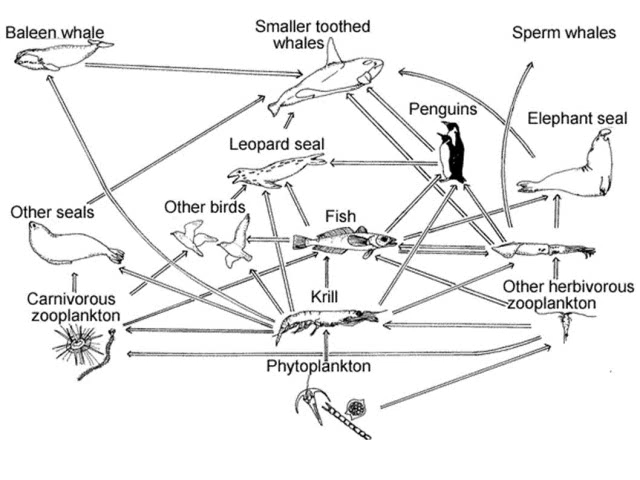 Baleen whale
Smaller toothed
whales
Sperm whales
Penguins
Elephant seal
Leopard seal
Other seals
Other birds
Fish
Carnivorous
zooplankton
Krill
Other herbivorous
zooplankton
Phytoplankton